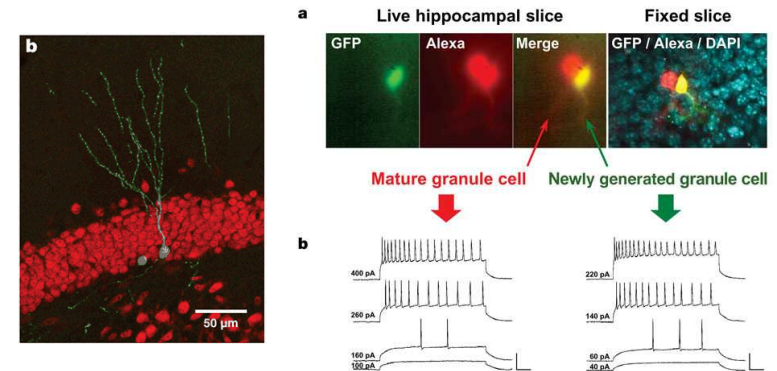 b
50 µm
a
Live hippocampal slice
Fixed slice
GFP
Alexa
Merge
GFP / Alexa / DAPI
Mature granule cell
Newly generated granule cell
b
400 pA
260 pA
160 pA
100 pA
220 pA
140 pA
60 pA
40 pA